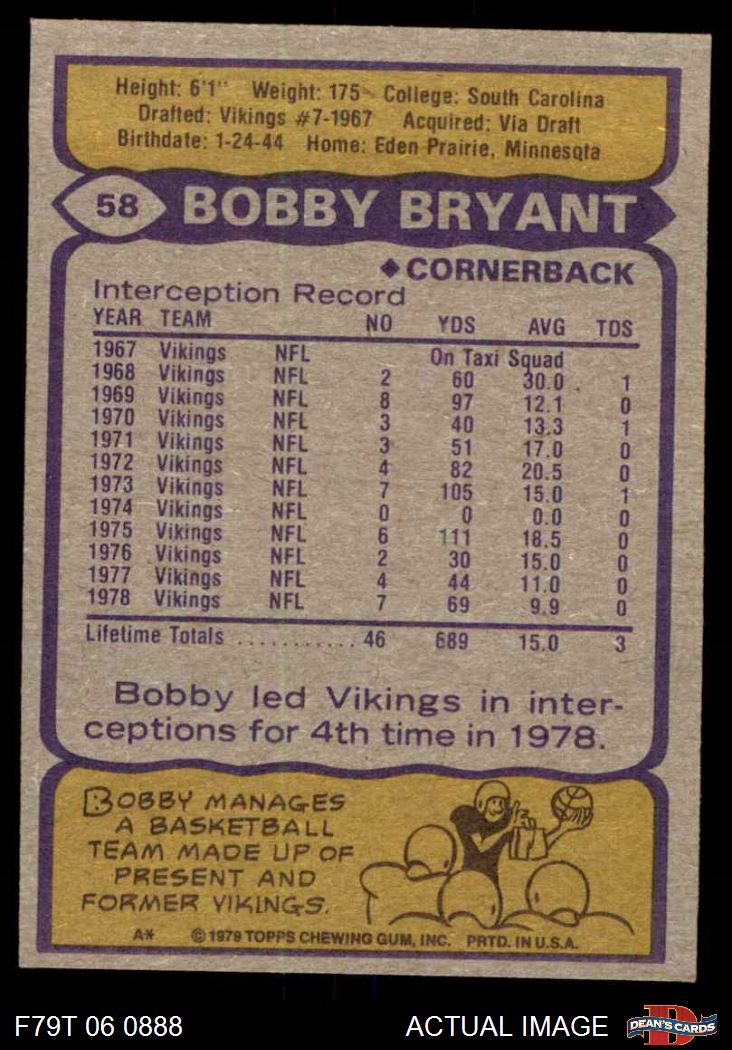 Height: 6'1" Weight: 175 College: South Carolina
Drafted: Vikings #7-1967 Acquired: Via Draft
Birthdate: 1-24-44 Home: Eden Prairie, Minnesota
58 BOBBY BRYANT
◆CORNERBACK
Interception Record
YEAR TEAM NO YDS AVG TDS
1967 Vikings NFL On Taxi Squad
1968 Vikings NFL 2 60 30.0 1
1969 Vikings NFL 8 97 12.1 0
1970 Vikings NFL 3 40 13.3 1
1971 Vikings NFL 3 51 17.0 0
1972 Vikings NFL 4 82 20.5 0
1973 Vikings NFL 7 105 15.0 1
1974 Vikings NFL 0 0 0.0 0
1975 Vikings NFL 6 111 18.5 0
1976 Vikings NFL 2 30 15.0 0
1977 Vikings NFL 4 44 11.0 0
1978 Vikings NFL 7 69 9.9 0
Lifetime Totals ........... 46 689 15.0 3
Bobby led Vikings in inter-
ceptions for 4th time in 1978.
BOBBY MANAGES
A BASKETBALL
TEAM MADE UP OF
PRESENT AND
FORMER VIKINGS.
A* © 1979 TOPPS CHEWING GUM, INC. PRTD. IN U.S.A.
F79T 06 0888 ACTUAL IMAGE DEAN'S CARDS